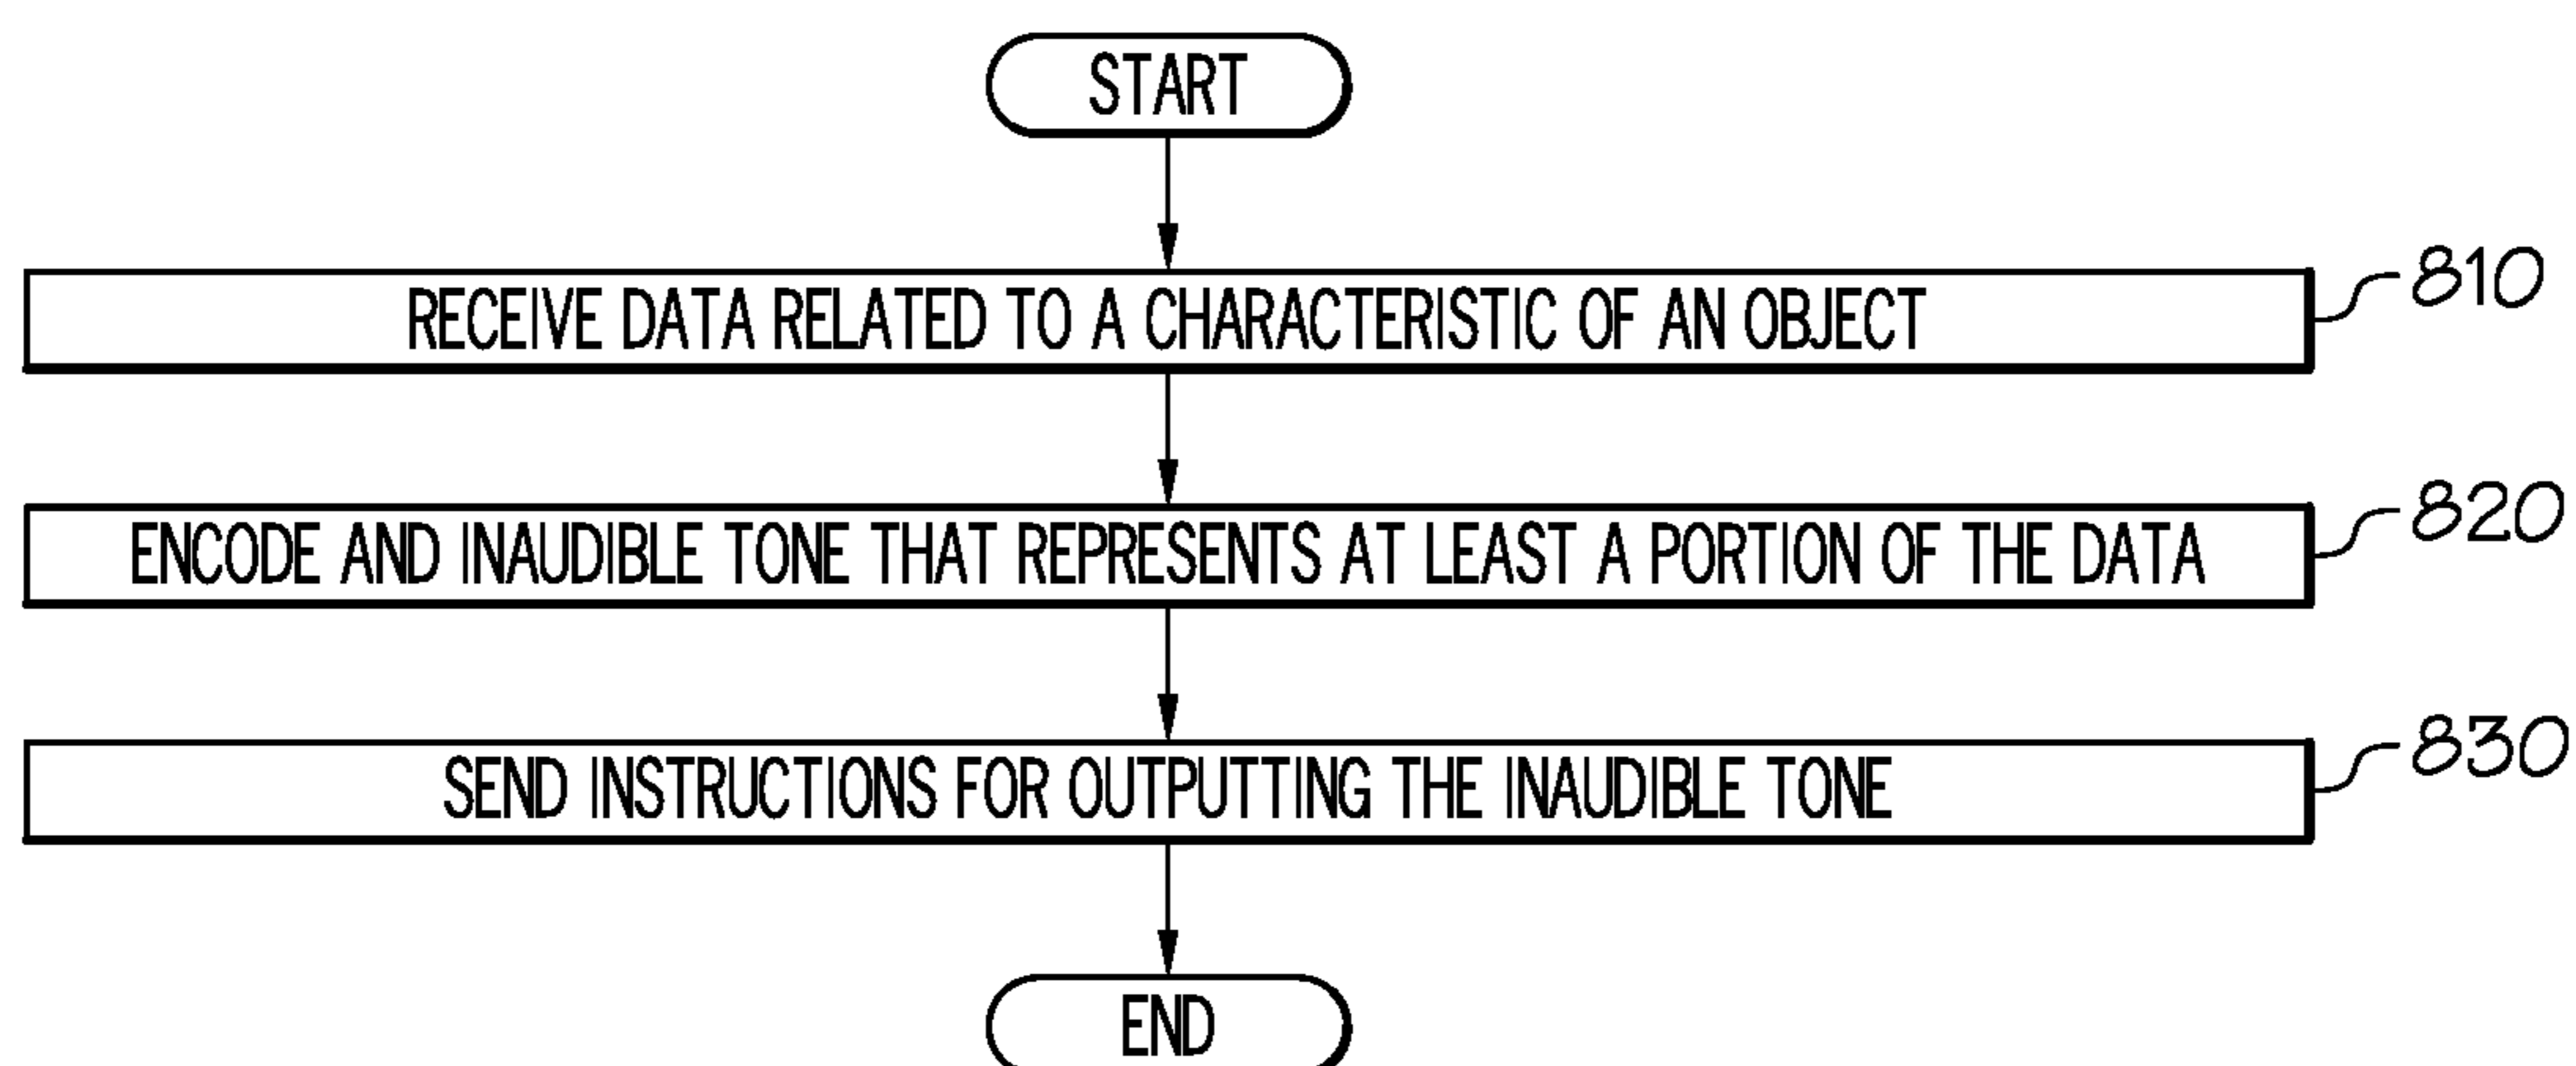 START
RECEIVE DATA RELATED TO A CHARACTERISTIC OF AN OBJECT
810
ENCODE AND INAUDIBLE TONE THAT REPRESENTS AT LEAST A PORTION OF THE DATA
820
SEND INSTRUCTIONS FOR OUTPUTTING THE INAUDIBLE TONE
830
END